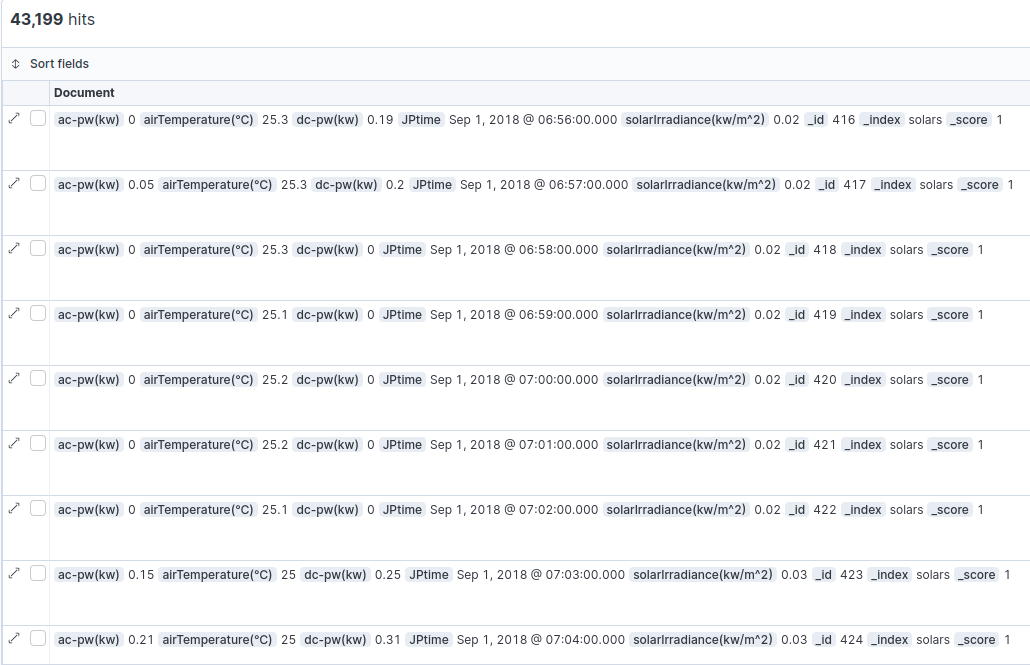 43,199 hits
Sort fields
Document
ac-pw(kw) 0 airTemperature(℃) 25.3 dc-pw(kw) 0.19 JPtime Sep 1, 2018 @ 06:56:00.000 solarIrradiance(kw/m^2) 0.02 _id 416 _index solars _score 1
ac-pw(kw) 0.05 airTemperature(℃) 25.3 dc-pw(kw) 0.2 JPtime Sep 1, 2018 @ 06:57:00.000 solarIrradiance(kw/m^2) 0.02 _id 417 _index solars _score 1
ac-pw(kw) 0 airTemperature(℃) 25.3 dc-pw(kw) 0 JPtime Sep 1, 2018 @ 06:58:00.000 solarIrradiance(kw/m^2) 0.02 _id 418 _index solars _score 1
ac-pw(kw) 0 airTemperature(℃) 25.1 dc-pw(kw) 0 JPtime Sep 1, 2018 @ 06:59:00.000 solarIrradiance(kw/m^2) 0.02 _id 419 _index solars _score 1
ac-pw(kw) 0 airTemperature(℃) 25.2 dc-pw(kw) 0 JPtime Sep 1, 2018 @ 07:00:00.000 solarIrradiance(kw/m^2) 0.02 _id 420 _index solars _score 1
ac-pw(kw) 0 airTemperature(℃) 25.2 dc-pw(kw) 0 JPtime Sep 1, 2018 @ 07:01:00.000 solarIrradiance(kw/m^2) 0.02 _id 421 _index solars _score 1
ac-pw(kw) 0 airTemperature(℃) 25.1 dc-pw(kw) 0 JPtime Sep 1, 2018 @ 07:02:00.000 solarIrradiance(kw/m^2) 0.02 _id 422 _index solars _score 1
ac-pw(kw) 0.15 airTemperature(℃) 25 dc-pw(kw) 0.25 JPtime Sep 1, 2018 @ 07:03:00.000 solarIrradiance(kw/m^2) 0.03 _id 423 _index solars _score 1
ac-pw(kw) 0.21 airTemperature(℃) 25 dc-pw(kw) 0.31 JPtime Sep 1, 2018 @ 07:04:00.000 solarIrradiance(kw/m^2) 0.03 _id 424 _index solars _score 1